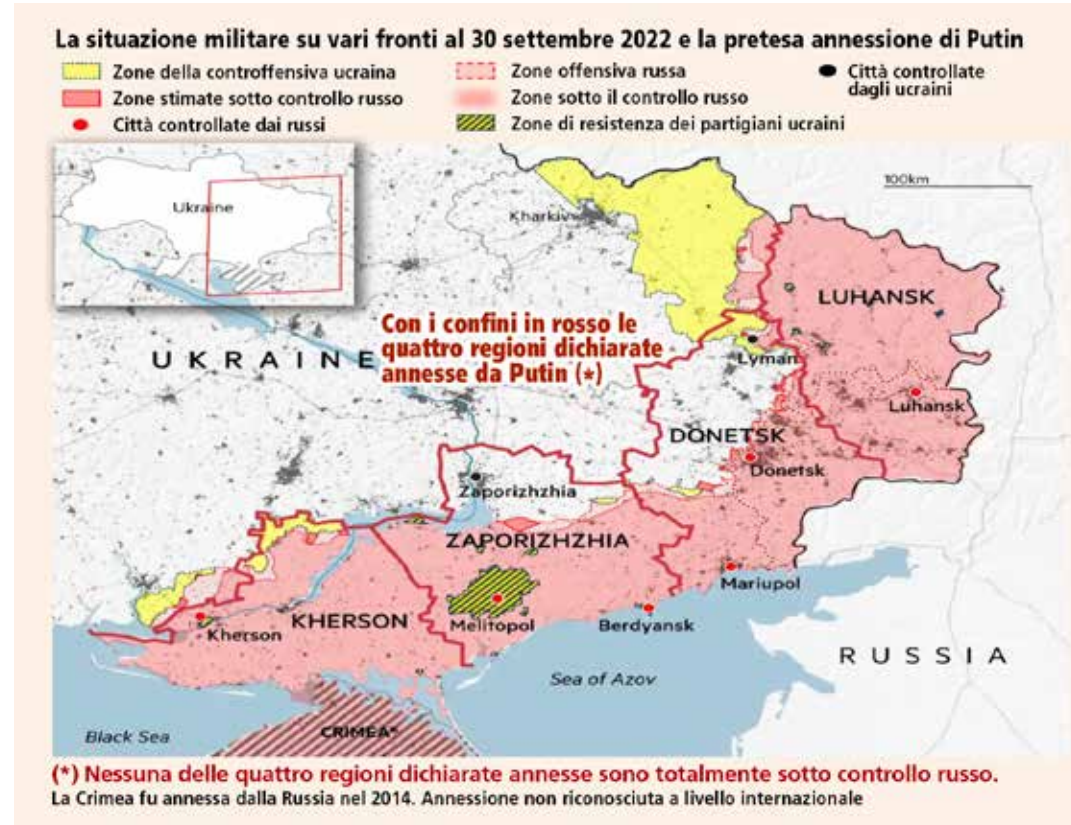 La situazione militare su vari fronti al 30 settembre 2022 e la pretesa annessione di Putin
Zone della controffensiva ucraina
Zone stimate sotto controllo russo
Città controllate dai russi
Zone offensiva russa
Zone sotto il controllo russo
Zone di resistenza dei partigiani ucraini
Città controllate
dagli ucraini
Ukraine
100km
Kharkiv
LUHANSK
Con i confini in rosso le
quattro regioni dichiarate
annesse da Putin (*)
UKRAINE
Lyman
Luhansk
DONETSK
Donetsk
Zaporizhzhia
ZAPORIZHZHIA
Mariupol
KHERSON
Kherson
Melitopol
Berdyansk
RUSSIA
Sea of Azov
Black Sea
CRIMEA*
(*) Nessuna delle quattro regioni dichiarate annesse sono totalmente sotto controllo russo.
La Crimea fu annessa dalla Russia nel 2014. Annessione non riconosciuta a livello internazionale